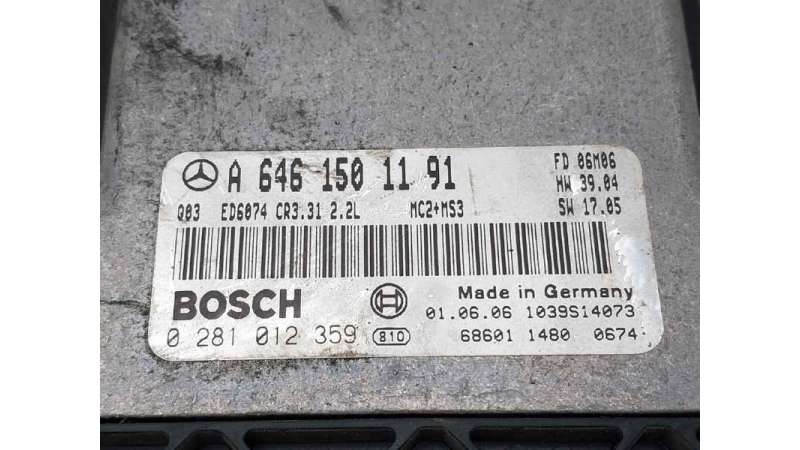 A 646 150 11 91
FD 06M06
HW 39.04
Q03 ED6074 CR3.31 2.2L MC2+MS3 SW 17.05
BOSCH
Made in Germany
01.06.06 1039S14073
0 281 012 359 810 68601 1480 0674